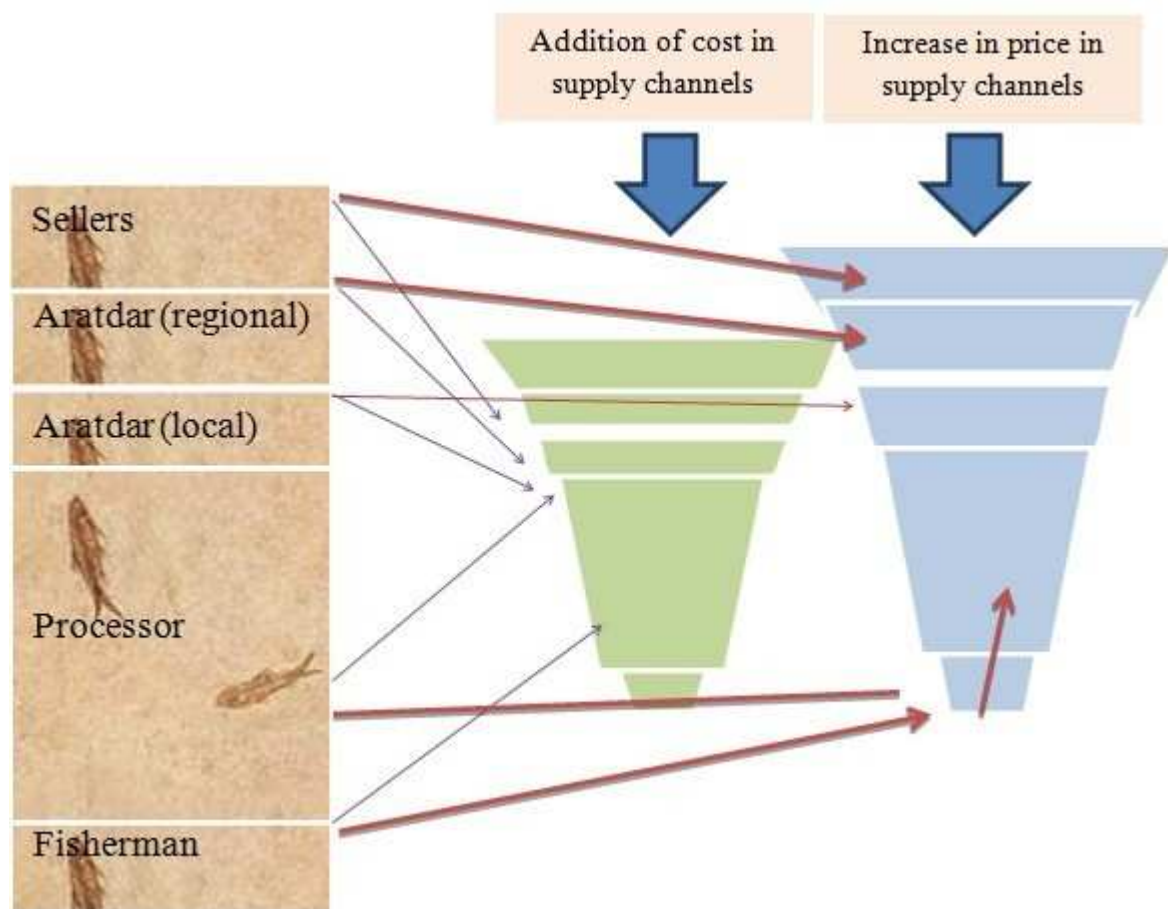 Addition of cost in
supply channels
Increase in price in
supply channels
Sellers
Aratdar (regional)
Aratdar (local)
Processor
Fisherman